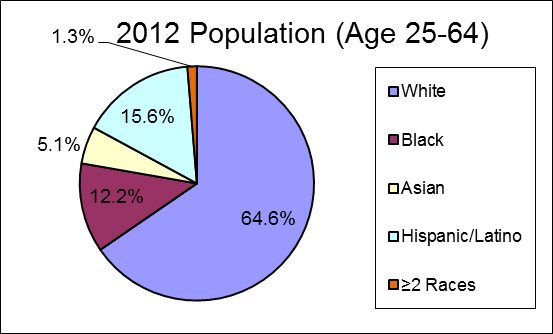 2012 Population (Age 25-64)
1.3%
15.6%
5.1%
12.2%
64.6%
White
Black
Asian
Hispanic/Latino
≥2 Races